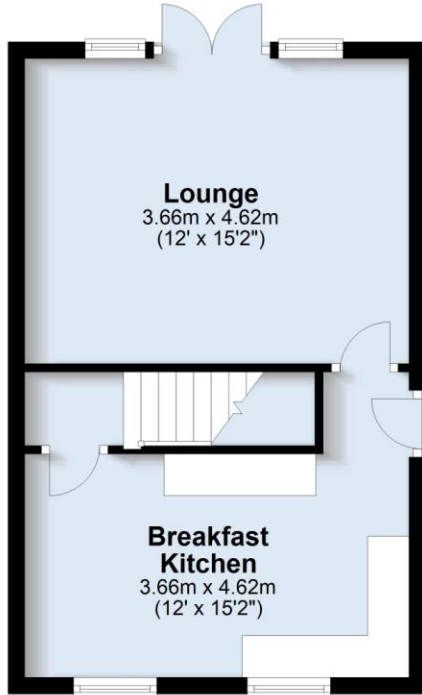 Lounge
3.66m x 4.62m
(12' x 15'2")
Breakfast
Kitchen
3.66m x 4.62m
(12' x 15'2")